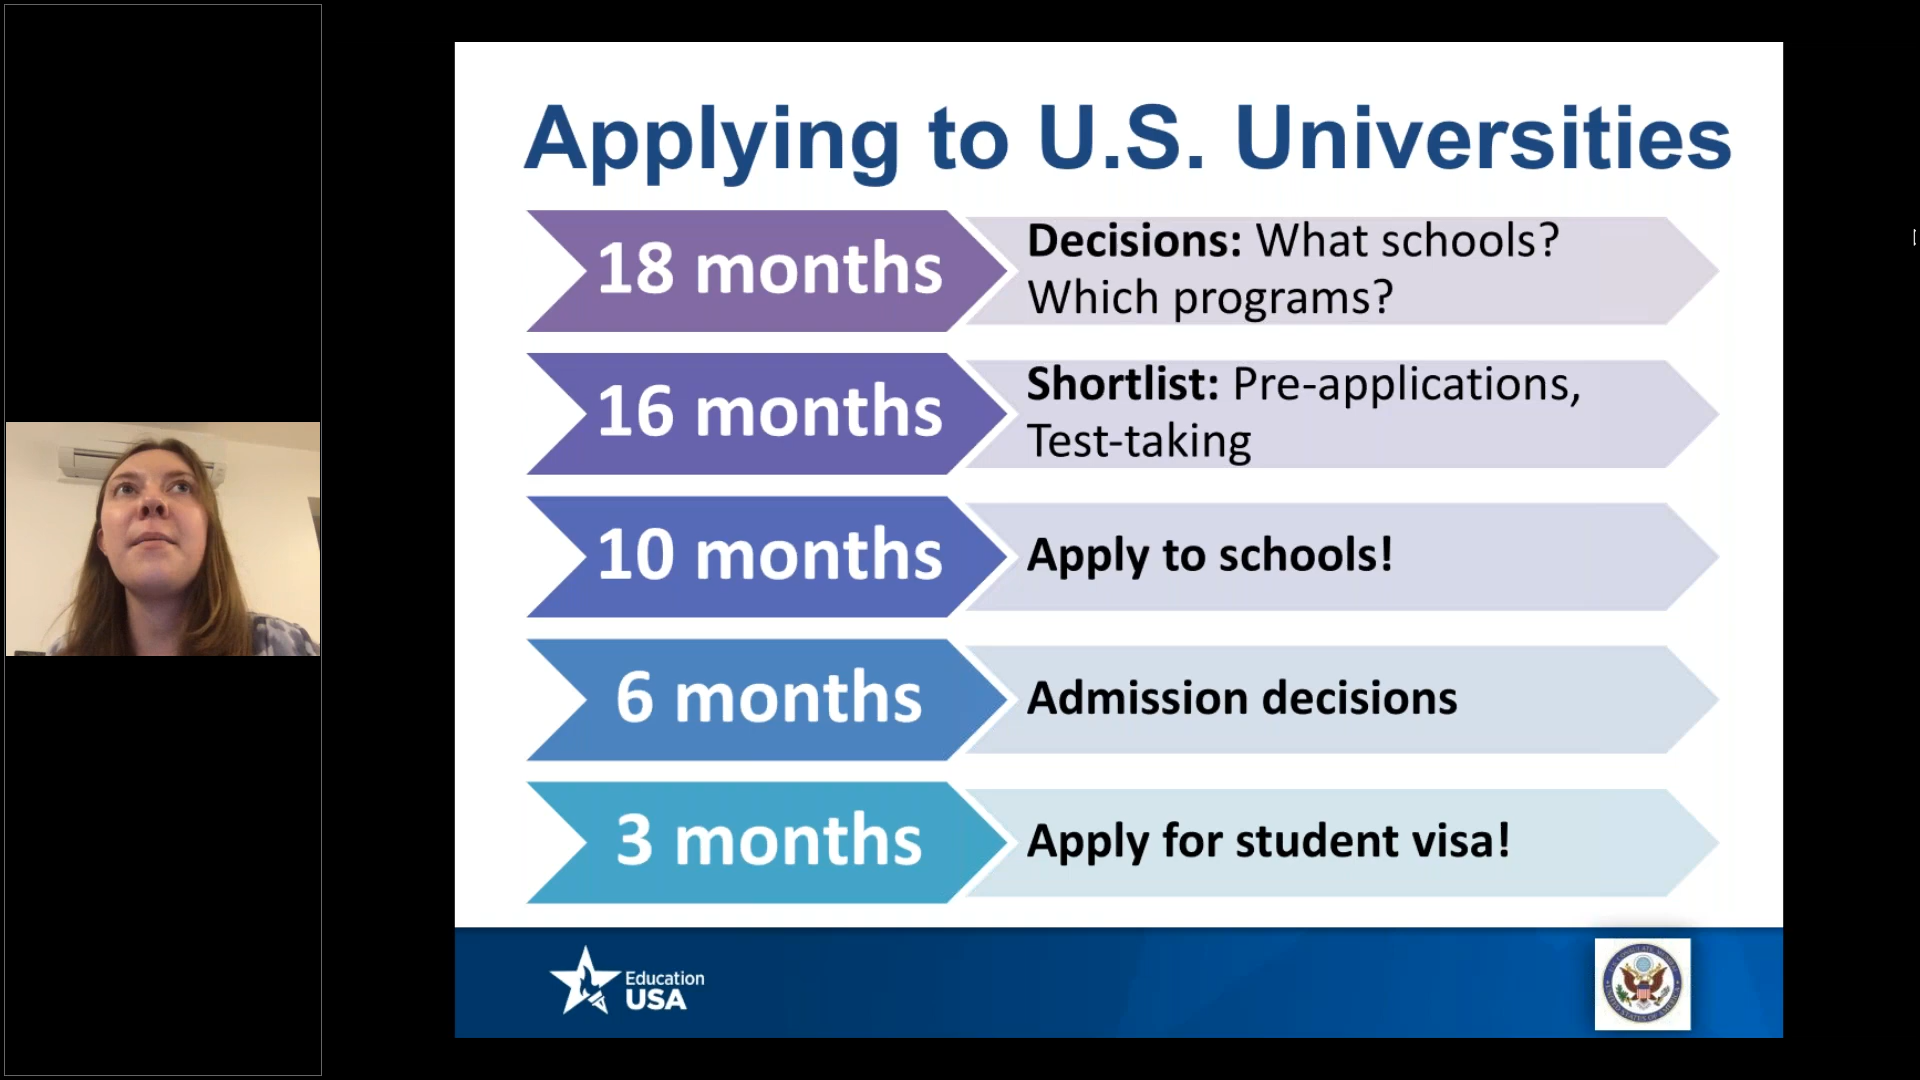 Applying to U.S. Universities
18 months
Decisions: What schools?
Which programs?
16 months
Shortlist: Pre-applications,
Test-taking
10 months
Apply to schools!
6 months
Admission decisions
3 months
Apply for student visa!
Education
USA